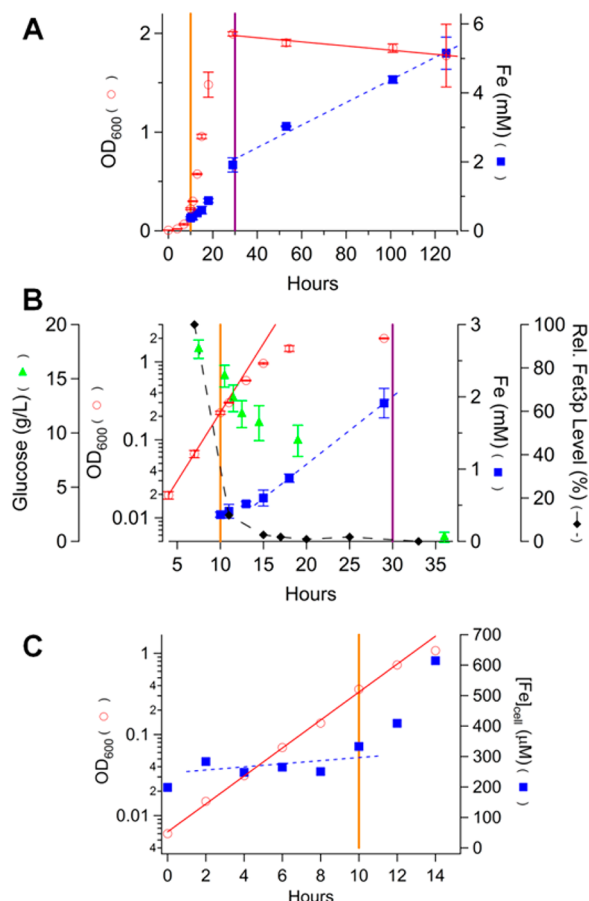 A
OD600 ( ○ )
2
1
0
6
4
2
0
Fe (mM) ( ■ )
0 20 40 60 80 100 120
Hours
B
Glucose (g/L) ( ▲ )
20
15
10
5
0
OD600 ( ○ )
2
1
4
2
0.1
4
2
0.01
3
2
1
0
Fe (mM) ( ■ )
100
80
60
40
20
0
Rel. Fet3p Level (%) (-◆-)
5 10 15 20 25 30 35
Hours
C
OD600 ( ○ )
1
4
2
0.1
4
2
0.01
4
700
600
500
400
300
200
100
0
[Fe]cell (µM) ( ■ )
0 2 4 6 8 10 12 14
Hours